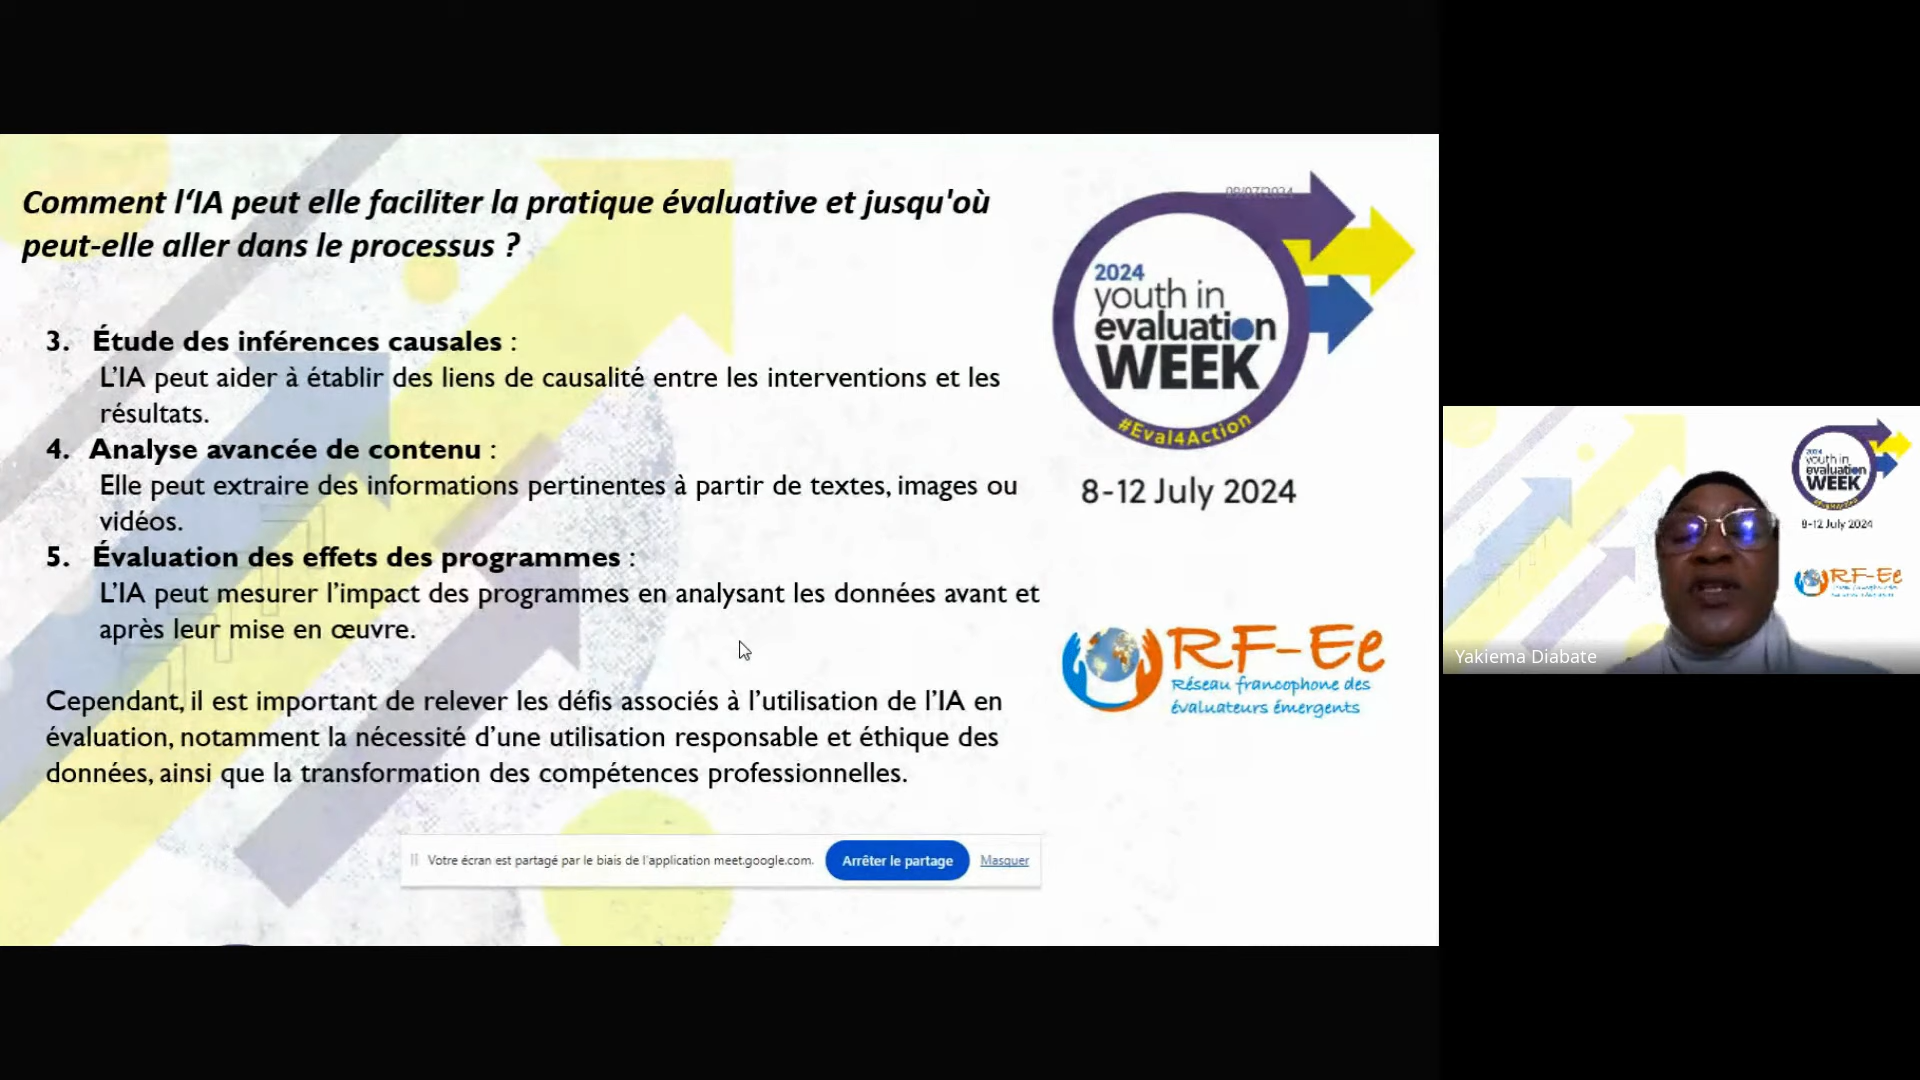 Comment l‘IA peut elle faciliter la pratique évaluative et jusqu'où
peut-elle aller dans le processus ?
3. Étude des inférences causales :
L’IA peut aider à établir des liens de causalité entre les interventions et les
résultats.
4. Analyse avancée de contenu :
Elle peut extraire des informations pertinentes à partir de textes, images ou
vidéos.
5. Évaluation des effets des programmes :
L’IA peut mesurer l’impact des programmes en analysant les données avant et
après leur mise en œuvre.
Cependant, il est important de relever les défis associés à l’utilisation de l’IA en
évaluation, notamment la nécessité d’une utilisation responsable et éthique des
données, ainsi que la transformation des compétences professionnelles.
Votre écran est partagé par le biais de l'application meet.google.com.
Arrêter le partage
Masquer
2024
youth in
evaluation
WEEK
#Eval4Action
8-12 July 2024
RF-Ee
Réseau francophone des
évaluateurs émergents
2024
youth in
evaluation
WEEK
8-12 July 2024
RF-Ee
Yakiema Diabate